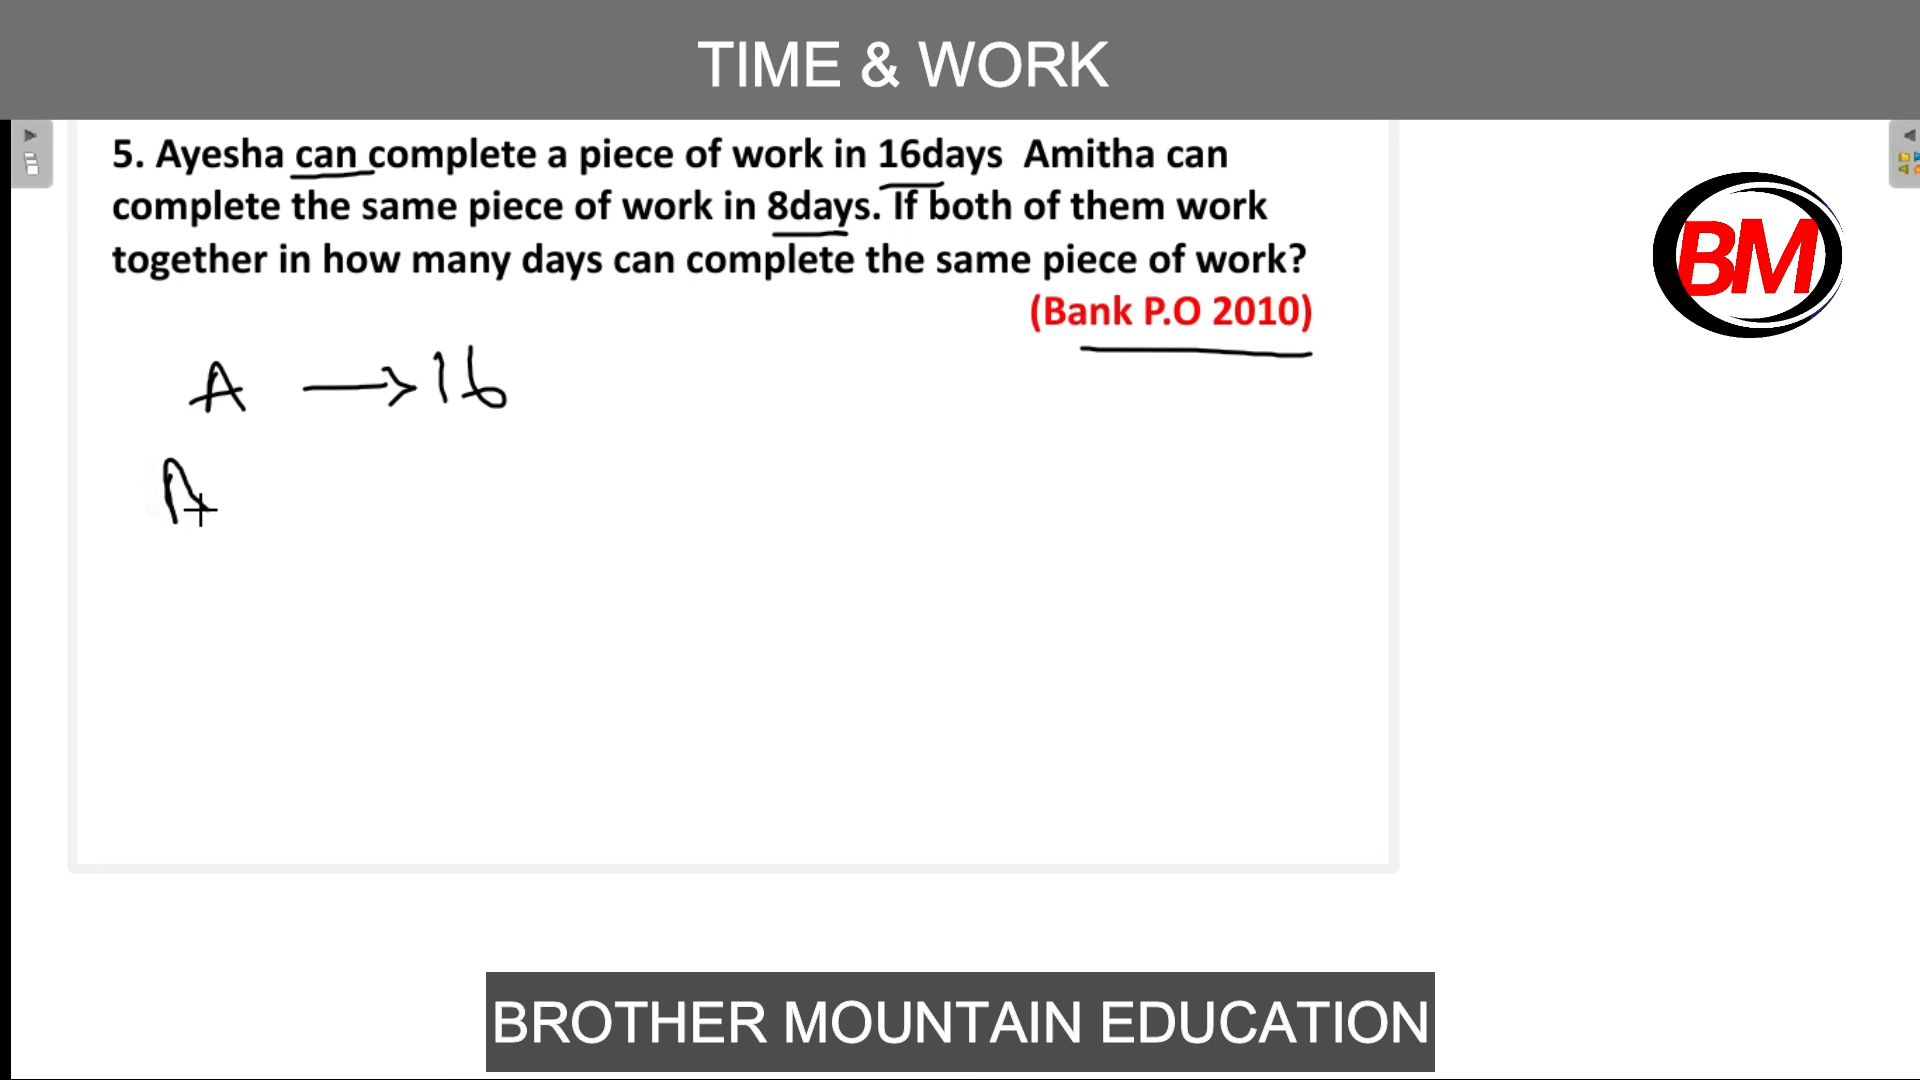 TIME & WORK
5. Ayesha can complete a piece of work in 16days Amitha can
complete the same piece of work in 8days. If both of them work
together in how many days can complete the same piece of work?
(Bank P.O 2010)
BM
A → 16
A
BROTHER MOUNTAIN EDUCATION